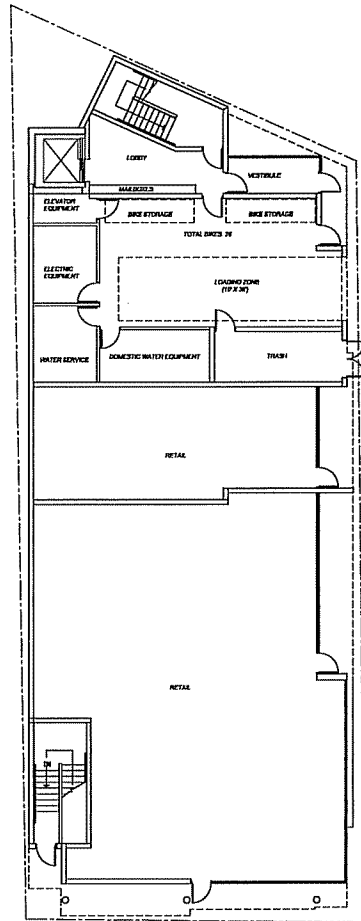 LOBBY
VESTIBULE
MAILBOXES
ELEVATOR
EQUIPMENT
BIKE STORAGE
BIKE STORAGE
TOTAL BIKES 26
ELECTRIC
EQUIPMENT
LOADING ZONE
WATER SERVICE
DOMESTIC WATER EQUIPMENT
TRASH
RETAIL
RETAIL